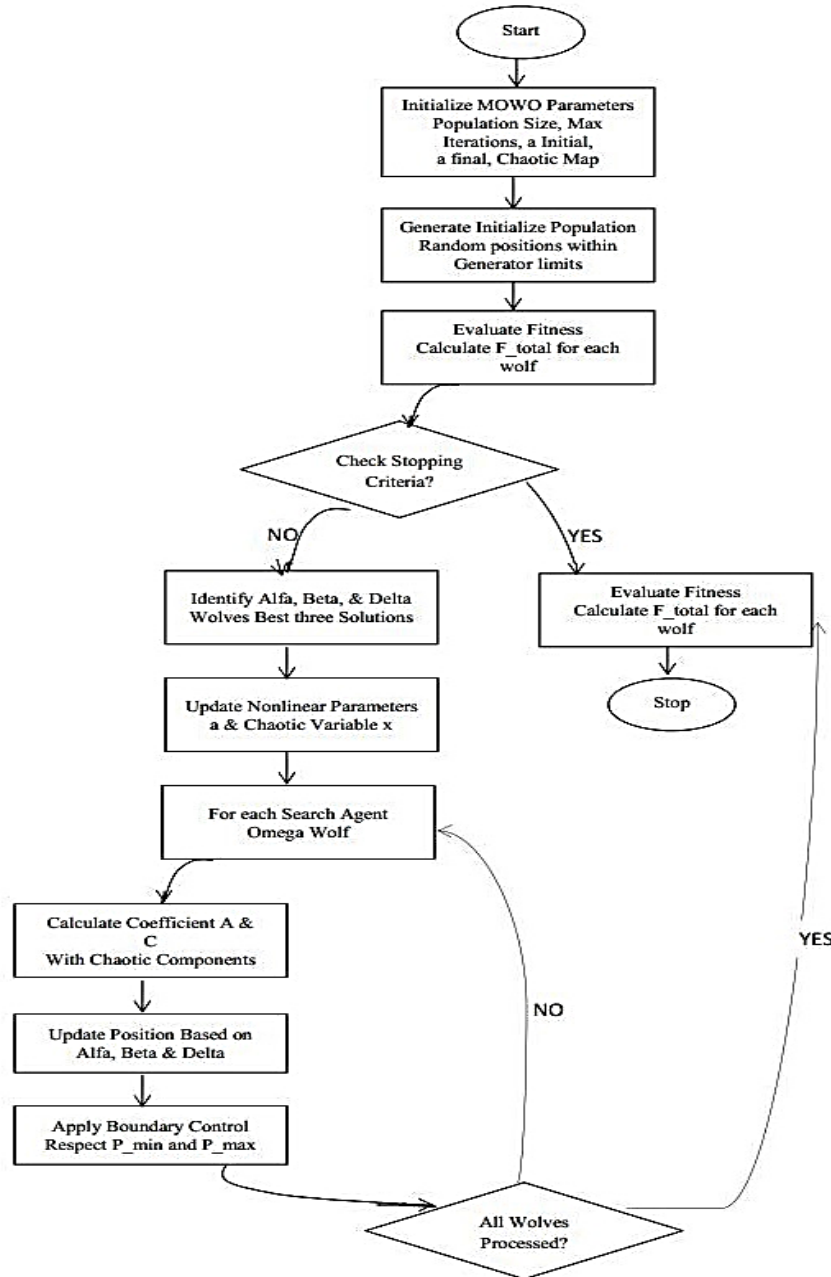 Start
Initialize MOWO Parameters
Population Size, Max
Iterations, a Initial,
a final, Chaotic Map
Generate Initialize Population
Random positions within
Generator limits
Evaluate Fitness
Calculate F_total for each
wolf
Check Stopping
Criteria?
NO
YES
Identify Alfa, Beta, & Delta
Wolves Best three Solutions
Evaluate Fitness
Calculate F_total for each
wolf
Update Nonlinear Parameters
a & Chaotic Variable x
Stop
For each Search Agent
Omega Wolf
Calculate Coefficient A &
C
With Chaotic Components
YES
NO
Update Position Based on
Alfa, Beta & Delta
Apply Boundary Control
Respect P_min and P_max
All Wolves
Processed?